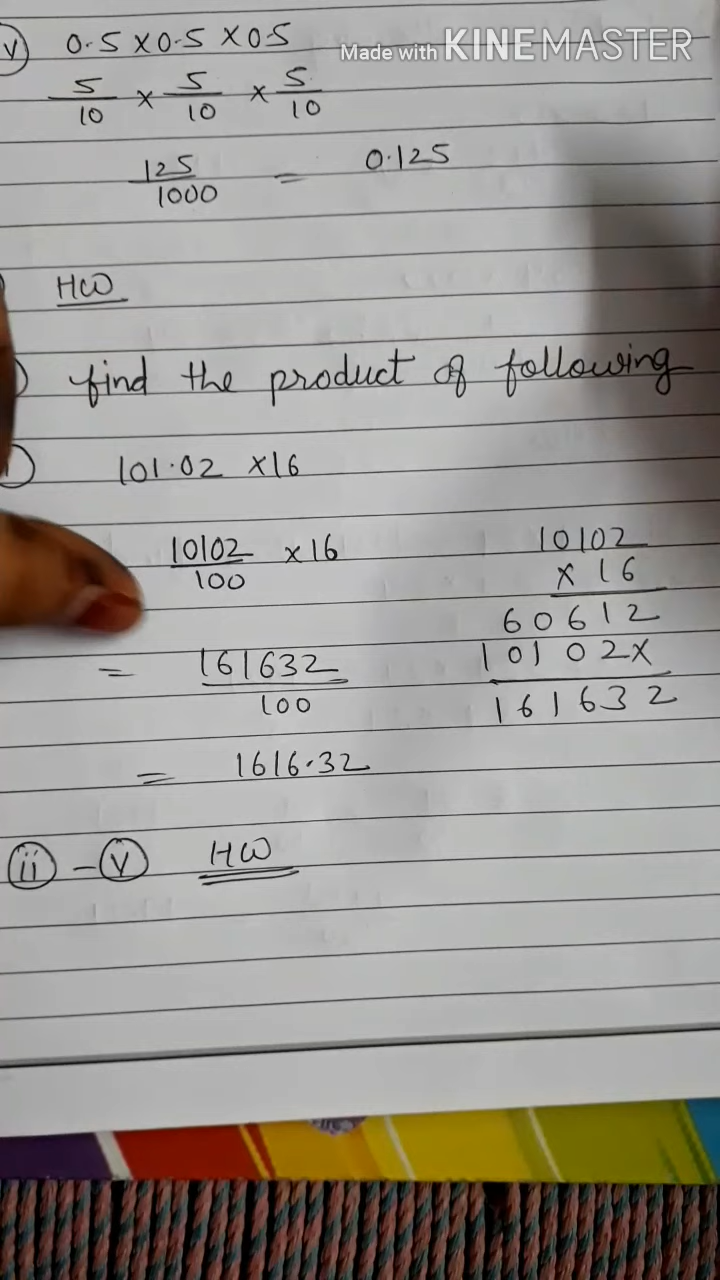 v) 0.5 × 0.5 × 0.5
Made with KINEMASTER
5/10 × 5/10 × 5/10
125/1000 = 0.125
HW
find the product of following
101.02 × 16
10102/100 × 16
10102
× 16
60612
10102×
161632
= 161632/100
= 1616.32
ii - v HW